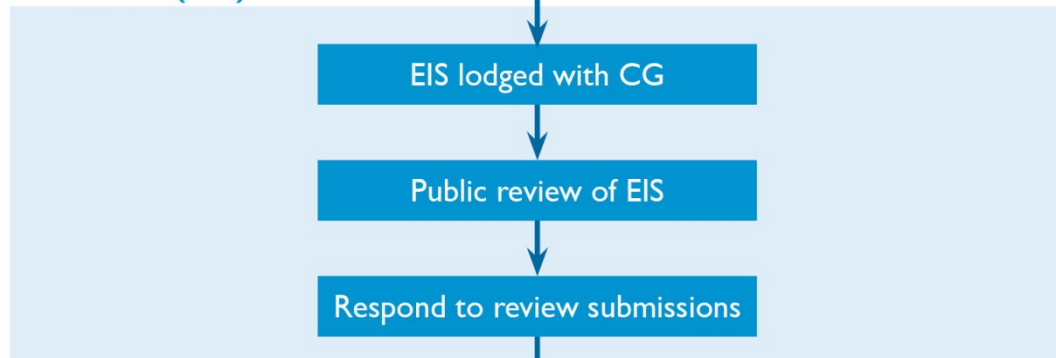 EIS lodged with CG
Public review of EIS
Respond to review submissions